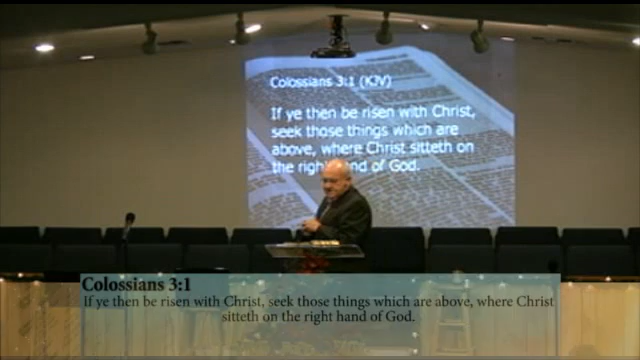 Colossians 3:1 (KJV)
If ye then be risen with Christ,
seek those things which are
above, where Christ sitteth on
the right hand of God.
Colossians 3:1
If ye then be risen with Christ, seek those things which are above, where Christ
sitteth on the right hand of God.